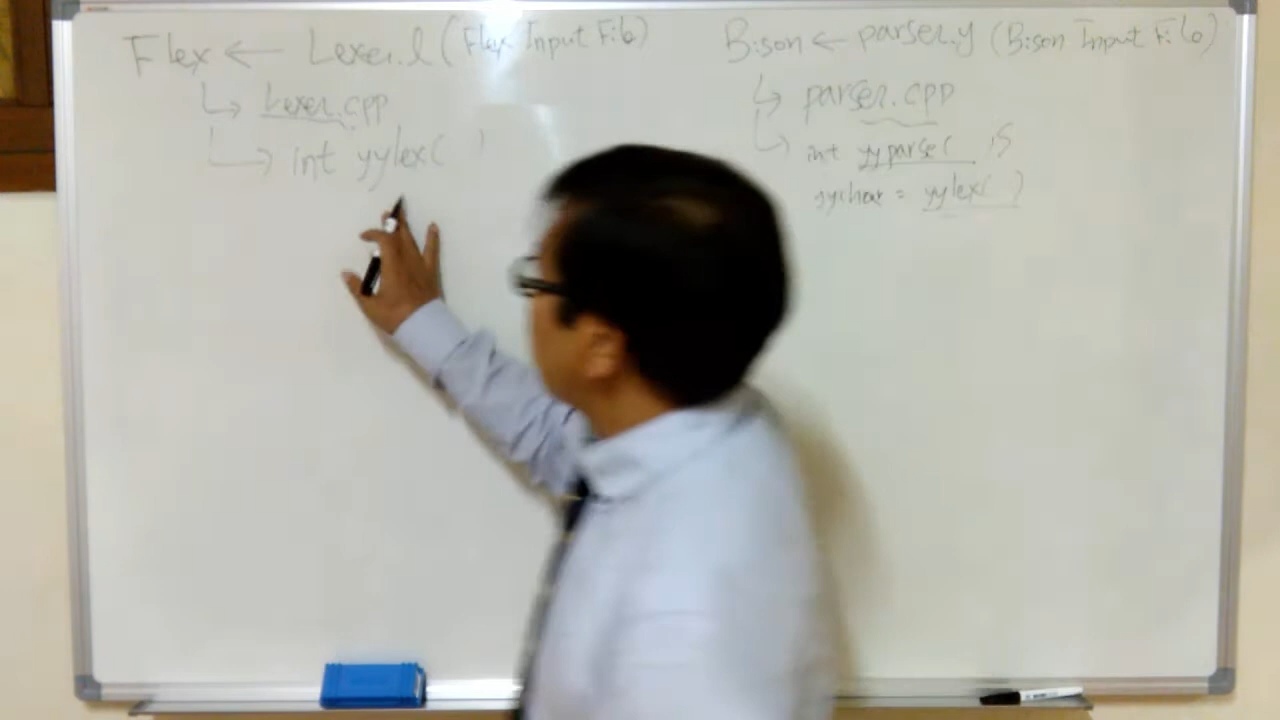 Flex ← Lexer.l (Flex Input File)
↳ Lexer.cpp
↳ int yylex( )
Bison ← parser.y (Bison Input File)
↳ parser.cpp
↳ int yyparse( ){
yychar = yylex( )